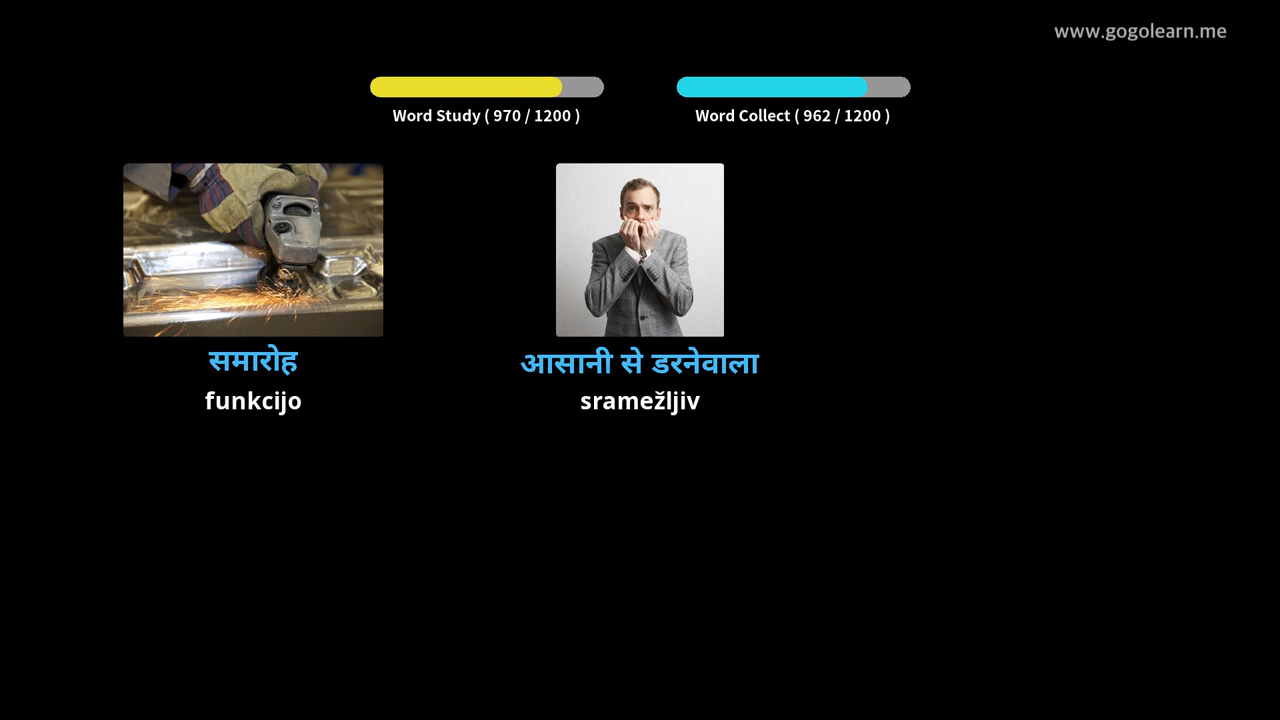 www.gogolearn.me
Word Study ( 970 / 1200 )
Word Collect ( 962 / 1200 )
समारोह
funkcijo
आसानी से डरनेवाला
sramežljiv